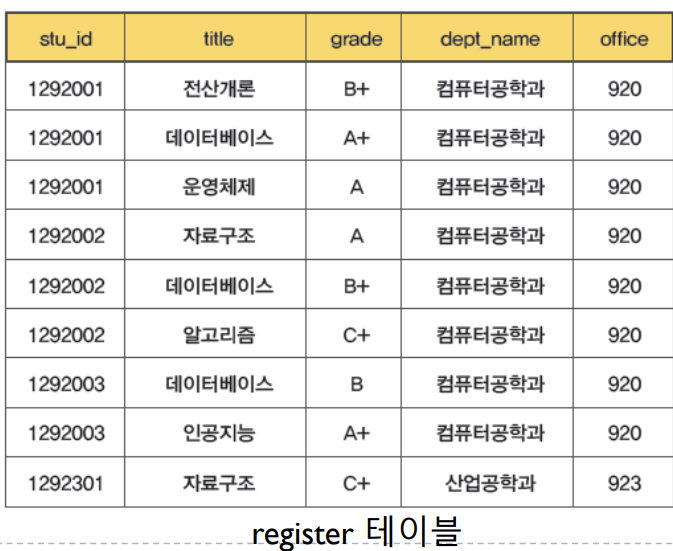 stu_id title grade dept_name office
1292001 전산개론 B+ 컴퓨터공학과 920
1292001 데이터베이스 A+ 컴퓨터공학과 920
1292001 운영체제 A 컴퓨터공학과 920
1292002 자료구조 A 컴퓨터공학과 920
1292002 데이터베이스 B+ 컴퓨터공학과 920
1292002 알고리즘 C+ 컴퓨터공학과 920
1292003 데이터베이스 B 컴퓨터공학과 920
1292003 인공지능 A+ 컴퓨터공학과 920
1292301 자료구조 C+ 산업공학과 923
register 테이블